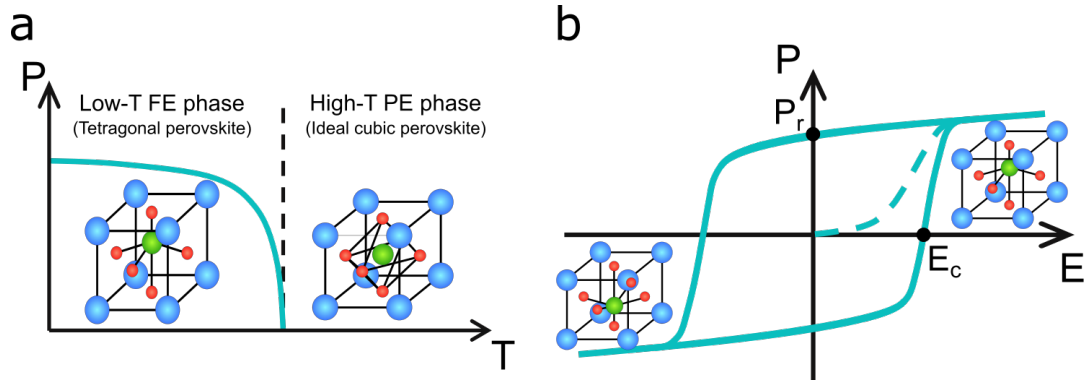 a
P
Low-T FE phase
(Tetragonal perovskite)
High-T PE phase
(Ideal cubic perovskite)
T
b
P
Pr
Ec
E